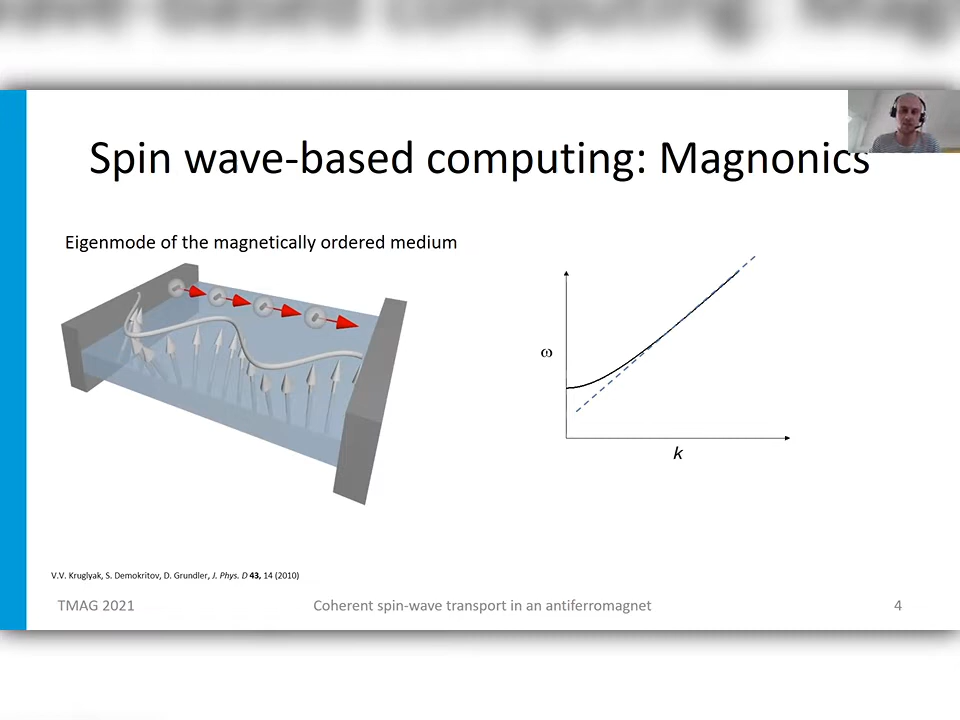 Spin wave-based computing: Magnonics
Eigenmode of the magnetically ordered medium
ω
k
V.V. Kruglyak, S. Demokritov, D. Grundler, J. Phys. D 43, 14 (2010)
TMAG 2021
Coherent spin-wave transport in an antiferromagnet
4